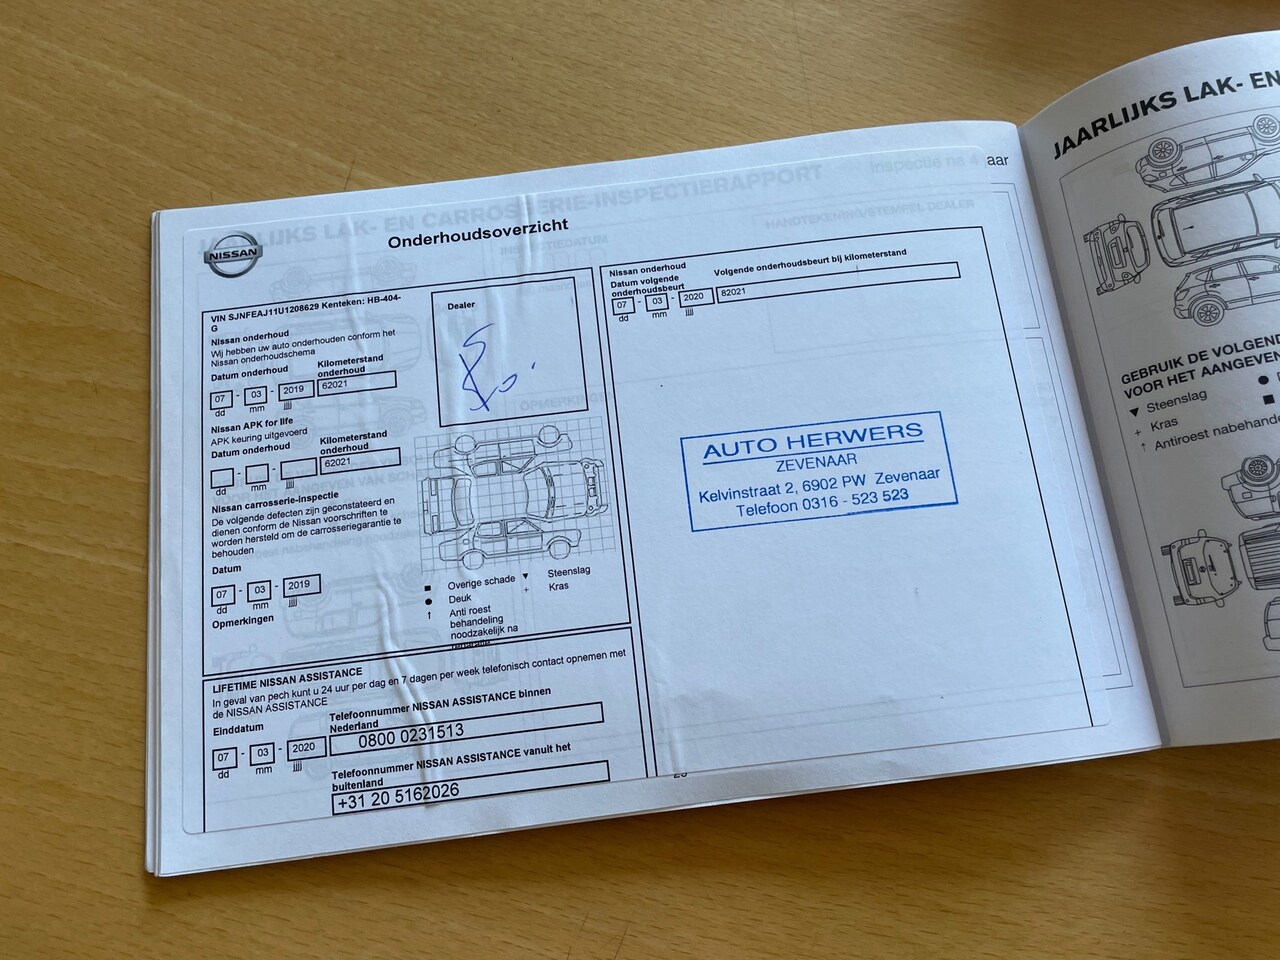 Onderhoudsoverzicht
NISSAN
aar
VIN SJNFEAJ11U1208629 Kenteken: HB-404-
G
Nissan onderhoud
Wij hebben uw auto onderhouden conform het
Nissan onderhoudschema
Datum onderhoud
Kilometerstand
onderhoud
07 - 03 - 2019
62021
dd mm jjjj
Nissan APK for life
APK keuring uitgevoerd
Datum onderhoud
Kilometerstand
onderhoud
62021
dd mm jjjj
Nissan carrosserie-inspectie
De volgende defecten zijn geconstateerd en
dienen conform de Nissan voorschriften te
worden hersteld om de carrosseriegarantie te
behouden
Datum
07 - 03 - 2019
dd mm jjjj
Opmerkingen
Dealer
Overige schade
Deuk
Anti roest
behandeling
noodzakelijk na
Steenslag
Kras
LIFETIME NISSAN ASSISTANCE
In geval van pech kunt u 24 uur per dag en 7 dagen per week telefonisch contact opnemen met
de NISSAN ASSISTANCE
Einddatum
07 - 03 - 2020
dd mm jjjj
Telefoonnummer NISSAN ASSISTANCE binnen
Nederland
0800 0231513
Telefoonnummer NISSAN ASSISTANCE vanuit het
buitenland
+31 20 5162026
Nissan onderhoud
Datum volgende
onderhoudsbeurt
07 - 03 - 2020
dd mm jjjj
Volgende onderhoudsbeurt bij kilometerstand
82021
AUTO HERWERS
ZEVENAAR
Kelvinstraat 2, 6902 PW Zevenaar
Telefoon 0316 - 523 523
JAARLIJKS LAK- EN
GEBRUIK DE VOLGENDE
VOOR HET AANGEVEN
Steenslag
Kras
Antiroest nabehande